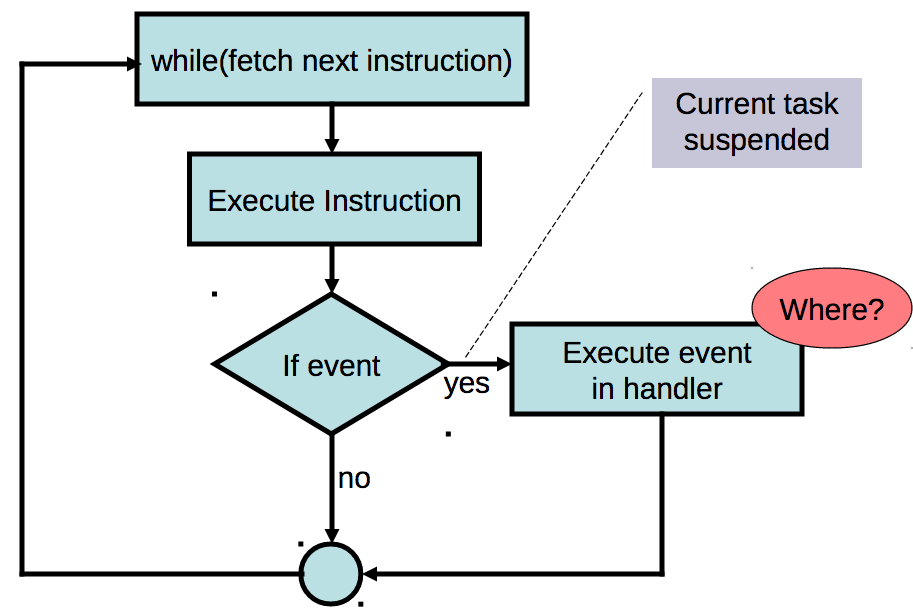 while(fetch next instruction)
Current task
suspended
Execute Instruction
Where?
If event
yes
Execute event
in handler
no